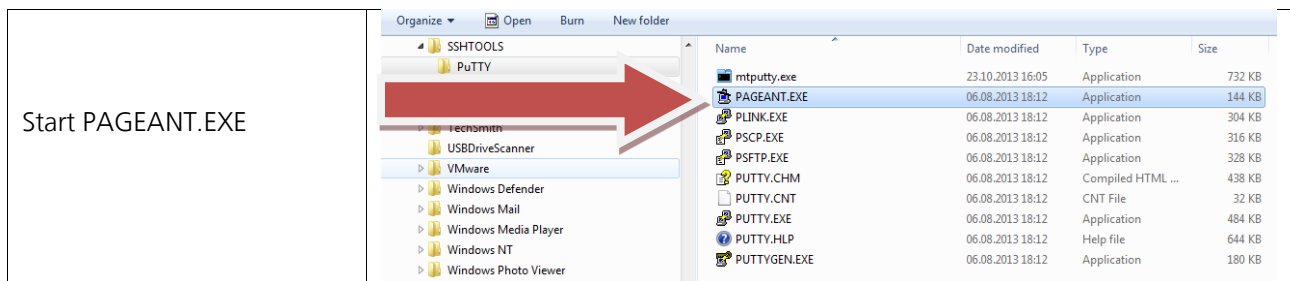 Start PAGEANT.EXE
Organize Open Burn New folder
SSHTOOLS
PuTTY
TechSmith
USBDriveScanner
VMware
Windows Defender
Windows Mail
Windows Media Player
Windows NT
Windows Photo Viewer
Name Date modified Type Size
mtputty.exe 23.10.2013 16:05 Application 732 KB
PAGEANT.EXE 06.08.2013 18:12 Application 144 KB
PLINK.EXE 06.08.2013 18:12 Application 304 KB
PSCP.EXE 06.08.2013 18:12 Application 316 KB
PSFTP.EXE 06.08.2013 18:12 Application 328 KB
PUTTY.CHM 06.08.2013 18:12 Compiled HTML ... 438 KB
PUTTY.CNT 06.08.2013 18:12 CNT File 32 KB
PUTTY.EXE 06.08.2013 18:12 Application 484 KB
PUTTY.HLP 06.08.2013 18:12 Help file 644 KB
PUTTYGEN.EXE 06.08.2013 18:12 Application 180 KB